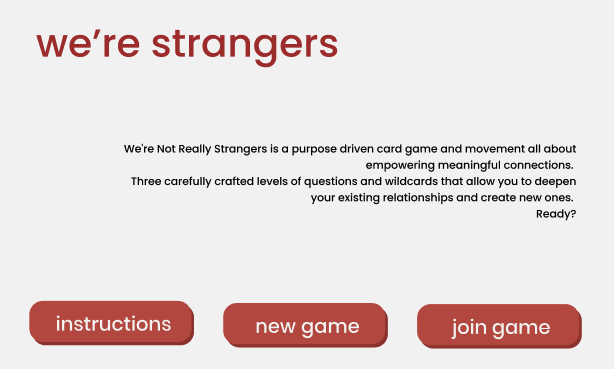 we’re strangers
We're Not Really Strangers is a purpose driven card game and movement all about
empowering meaningful connections.
Three carefully crafted levels of questions and wildcards that allow you to deepen
your existing relationships and create new ones.
Ready?
instructions
new game
join game